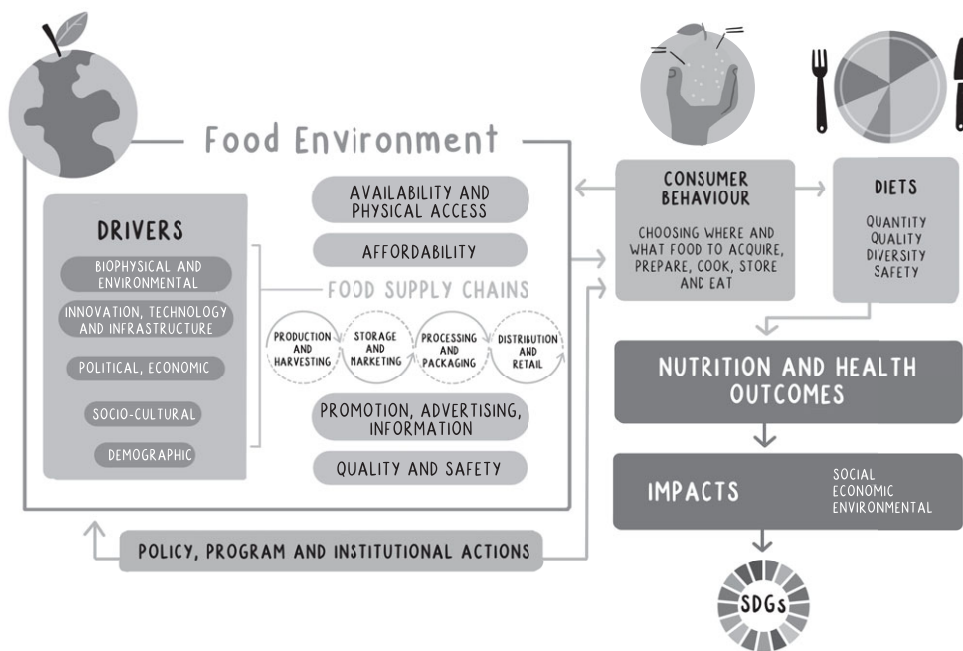 Food Environment
DRIVERS
BIOPHYSICAL AND
ENVIRONMENTAL
INNOVATION, TECHNOLOGY
AND INFRASTRUCTURE
POLITICAL, ECONOMIC
SOCIO-CULTURAL
DEMOGRAPHIC
AVAILABILITY AND
PHYSICAL ACCESS
AFFORDABILITY
FOOD SUPPLY CHAINS
PRODUCTION
AND
HARVESTING
STORAGE
AND
MARKETING
PROCESSING
AND
PACKAGING
DISTRIBUTION
AND
RETAIL
PROMOTION, ADVERTISING,
INFORMATION
QUALITY AND SAFETY
POLICY, PROGRAM AND INSTITUTIONAL ACTIONS
CONSUMER
BEHAVIOUR
CHOOSING WHERE AND
WHAT FOOD TO ACQUIRE,
PREPARE, COOK, STORE
AND EAT
DIETS
QUANTITY
QUALITY
DIVERSITY
SAFETY
NUTRITION AND HEALTH
OUTCOMES
IMPACTS
SOCIAL
ECONOMIC
ENVIRONMENTAL
SDGs